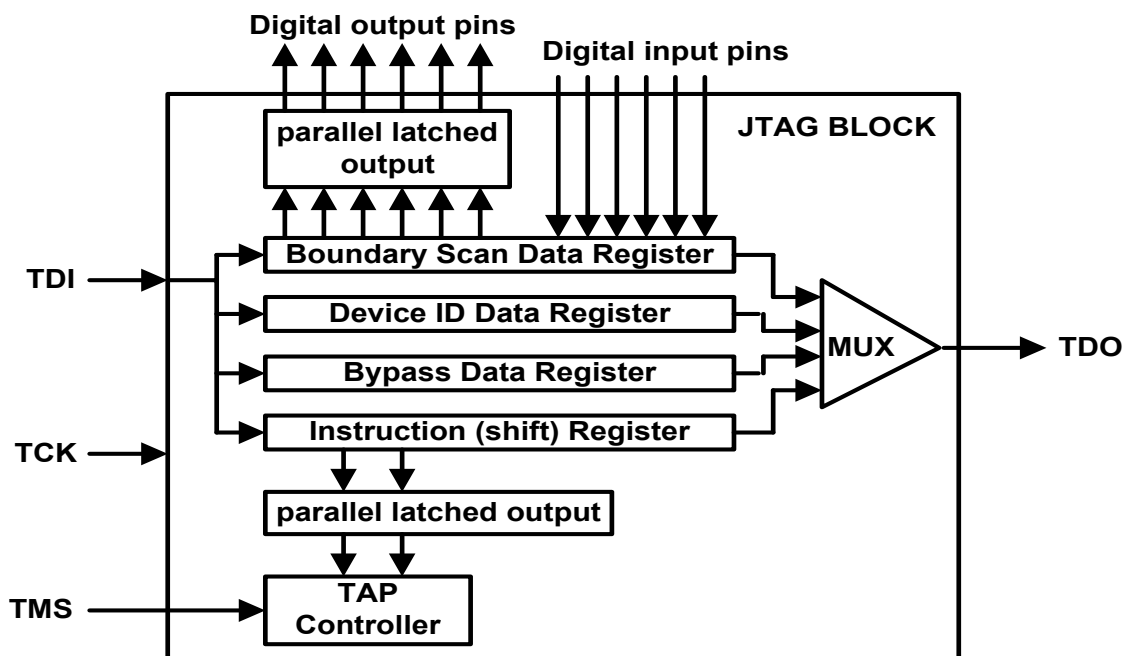 Digital output pins
Digital input pins
JTAG BLOCK
parallel latched
output
Boundary Scan Data Register
TDI
Device ID Data Register
MUX
TDO
Bypass Data Register
Instruction (shift) Register
TCK
parallel latched output
TMS
TAP
Controller